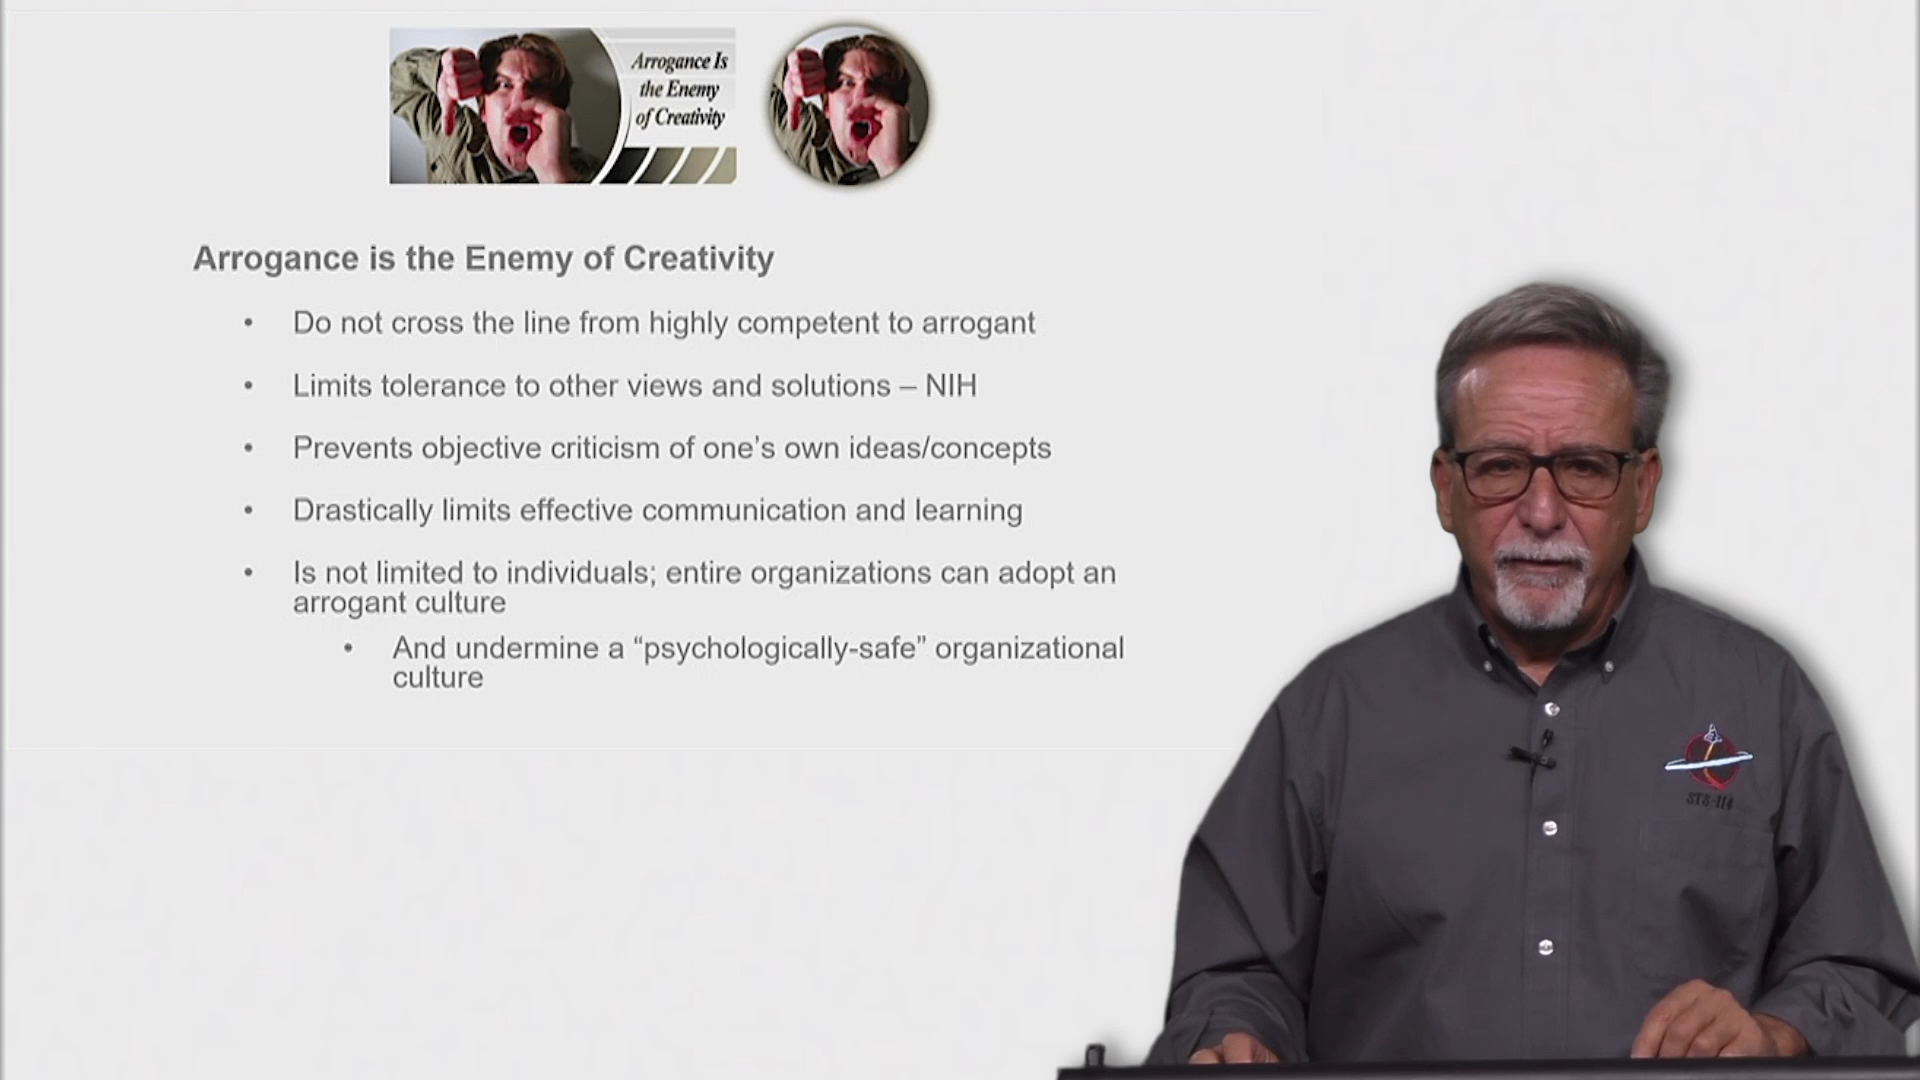 Arrogance Is
the Enemy
of Creativity
Arrogance is the Enemy of Creativity
• Do not cross the line from highly competent to arrogant
• Limits tolerance to other views and solutions – NIH
• Prevents objective criticism of one’s own ideas/concepts
• Drastically limits effective communication and learning
• Is not limited to individuals; entire organizations can adopt an
arrogant culture
• And undermine a “psychologically-safe” organizational
culture
STS-114